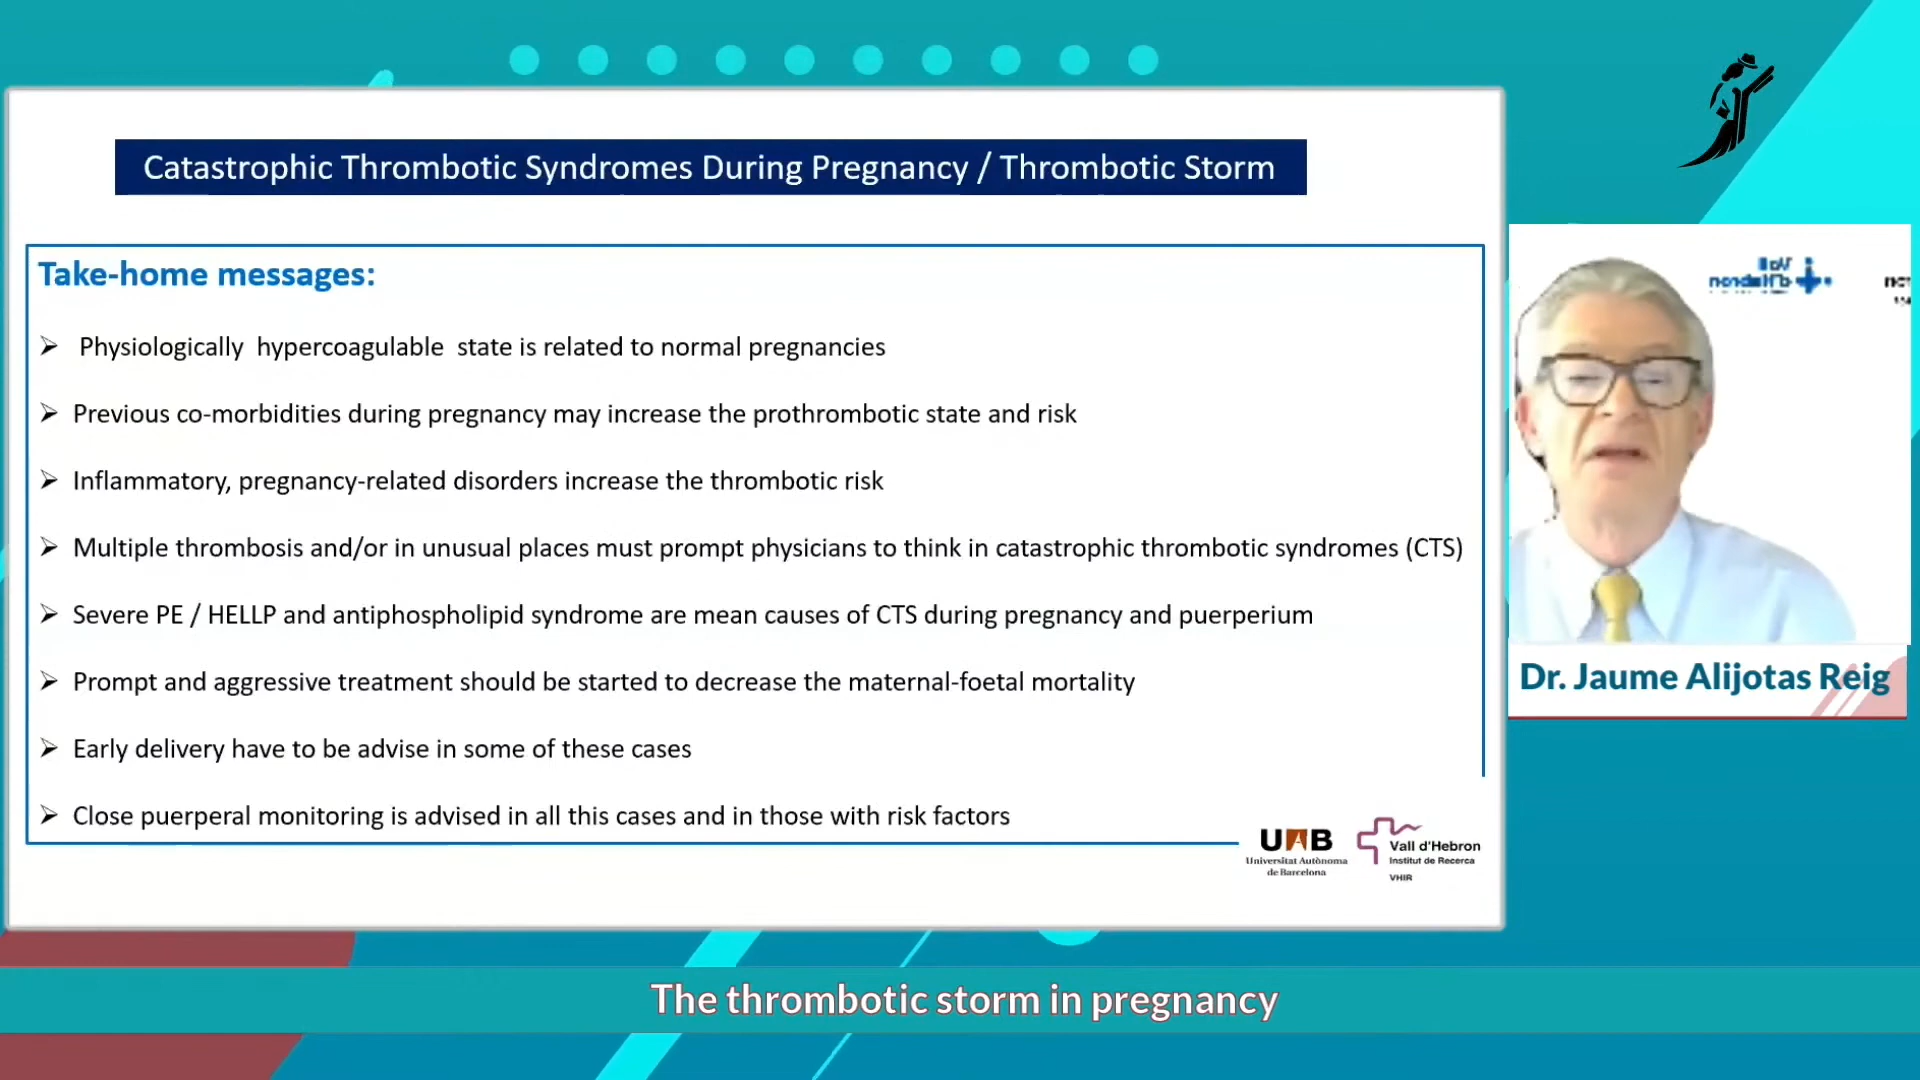 Catastrophic Thrombotic Syndromes During Pregnancy / Thrombotic Storm
Take-home messages:
➢ Physiologically hypercoagulable state is related to normal pregnancies
➢ Previous co-morbidities during pregnancy may increase the prothrombotic state and risk
➢ Inflammatory, pregnancy-related disorders increase the thrombotic risk
➢ Multiple thrombosis and/or in unusual places must prompt physicians to think in catastrophic thrombotic syndromes (CTS)
➢ Severe PE / HELLP and antiphospholipid syndrome are mean causes of CTS during pregnancy and puerperium
➢ Prompt and aggressive treatment should be started to decrease the maternal-foetal mortality
➢ Early delivery have to be advise in some of these cases
➢ Close puerperal monitoring is advised in all this cases and in those with risk factors
UAB
Universitat Autònoma
de Barcelona
Vall d'Hebron
Institut de Recerca
VHIR
Vall
d'Hebron
Dr. Jaume Alijotas Reig
The thrombotic storm in pregnancy